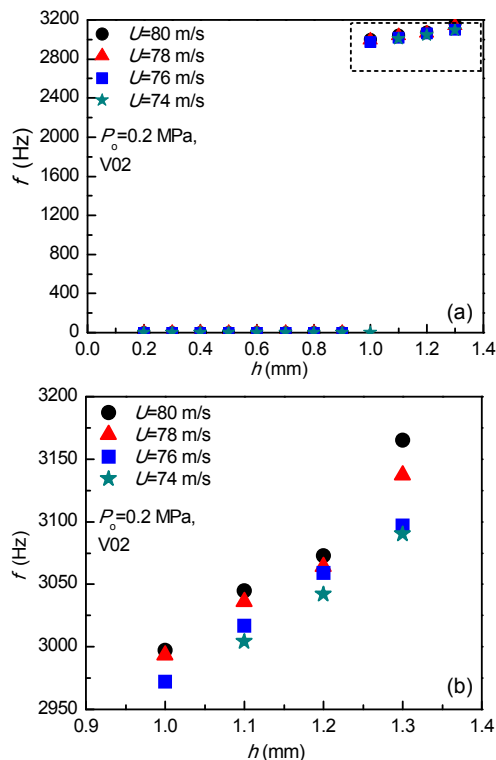 3200
2800
2400
2000
1600
1200
800
400
0
f (Hz)
U=80 m/s
U=78 m/s
U=76 m/s
U=74 m/s
Po=0.2 MPa,
V02
(a)
0.0 0.2 0.4 0.6 0.8 1.0 1.2 1.4
h (mm)
3200
3150
3100
3050
3000
2950
f (Hz)
U=80 m/s
U=78 m/s
U=76 m/s
U=74 m/s
Po=0.2 MPa,
V02
(b)
0.9 1.0 1.1 1.2 1.3 1.4
h (mm)